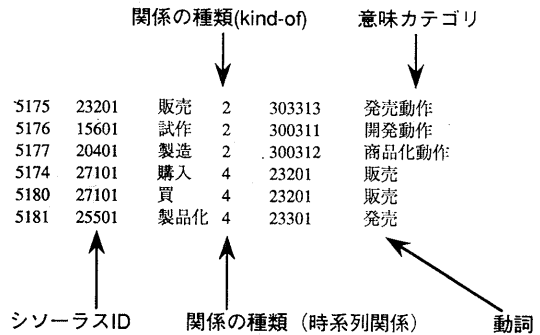 関係の種類(kind-of) 意味カテゴリ
5175 23201 販売 2 303313 発売動作
5176 15601 試作 2 300311 開発動作
5177 20401 製造 2 300312 商品化動作
5174 27101 購入 4 23201 販売
5180 27101 買 4 23201 販売
5181 25501 製品化 4 23301 発売
シソーラスID 関係の種類（時系列関係） 動詞